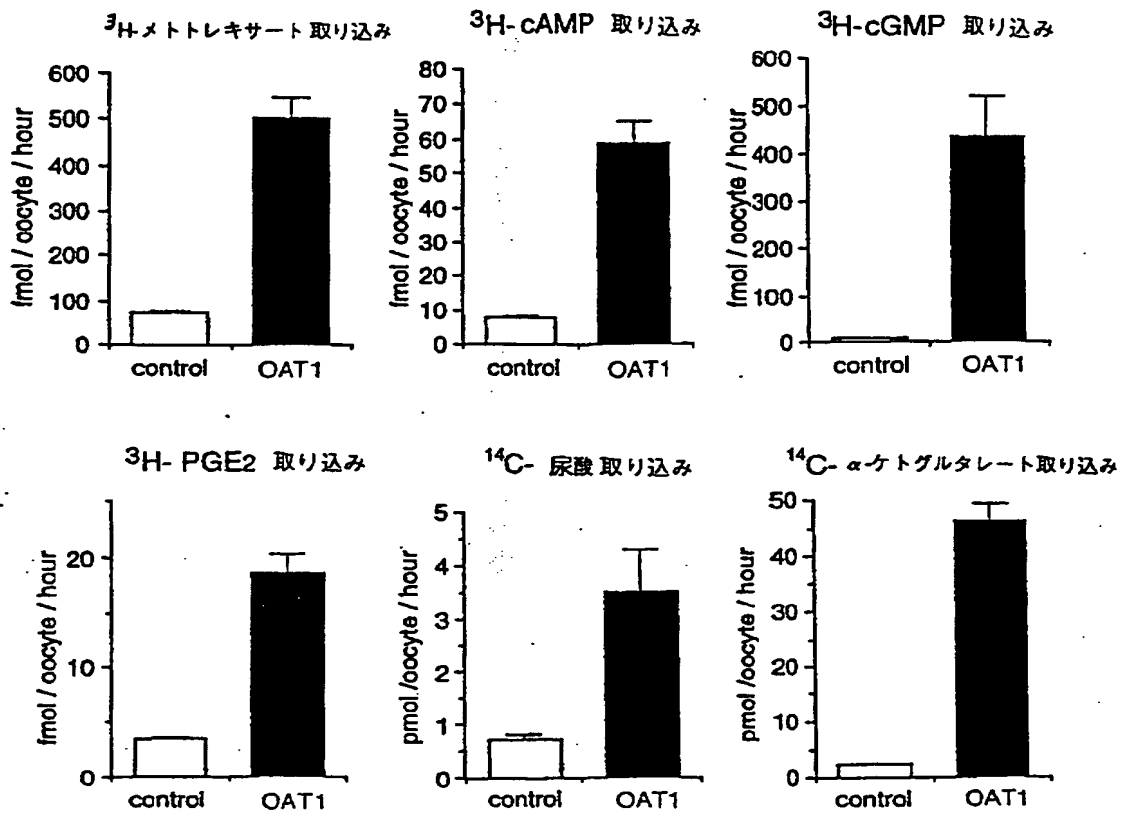 ³H-メトトレキサート 取り込み
fmol / oocyte / hour
600
500
400
300
200
100
0
control OAT1
³H-cAMP 取り込み
fmol / oocyte / hour
80
70
60
50
40
30
20
10
0
control OAT1
³H-cGMP 取り込み
fmol / oocyte / hour
600
500
400
300
200
100
0
control OAT1
³H- PGE2 取り込み
fmol / oocyte / hour
20
10
0
control OAT1
¹⁴C- 尿酸 取り込み
pmol./oocyte / hour
5
4
3
2
1
0
control OAT1
¹⁴C- α-ケトグルタレート取り込み
pmol /oocyte / hour
50
40
30
20
10
0
control OAT1